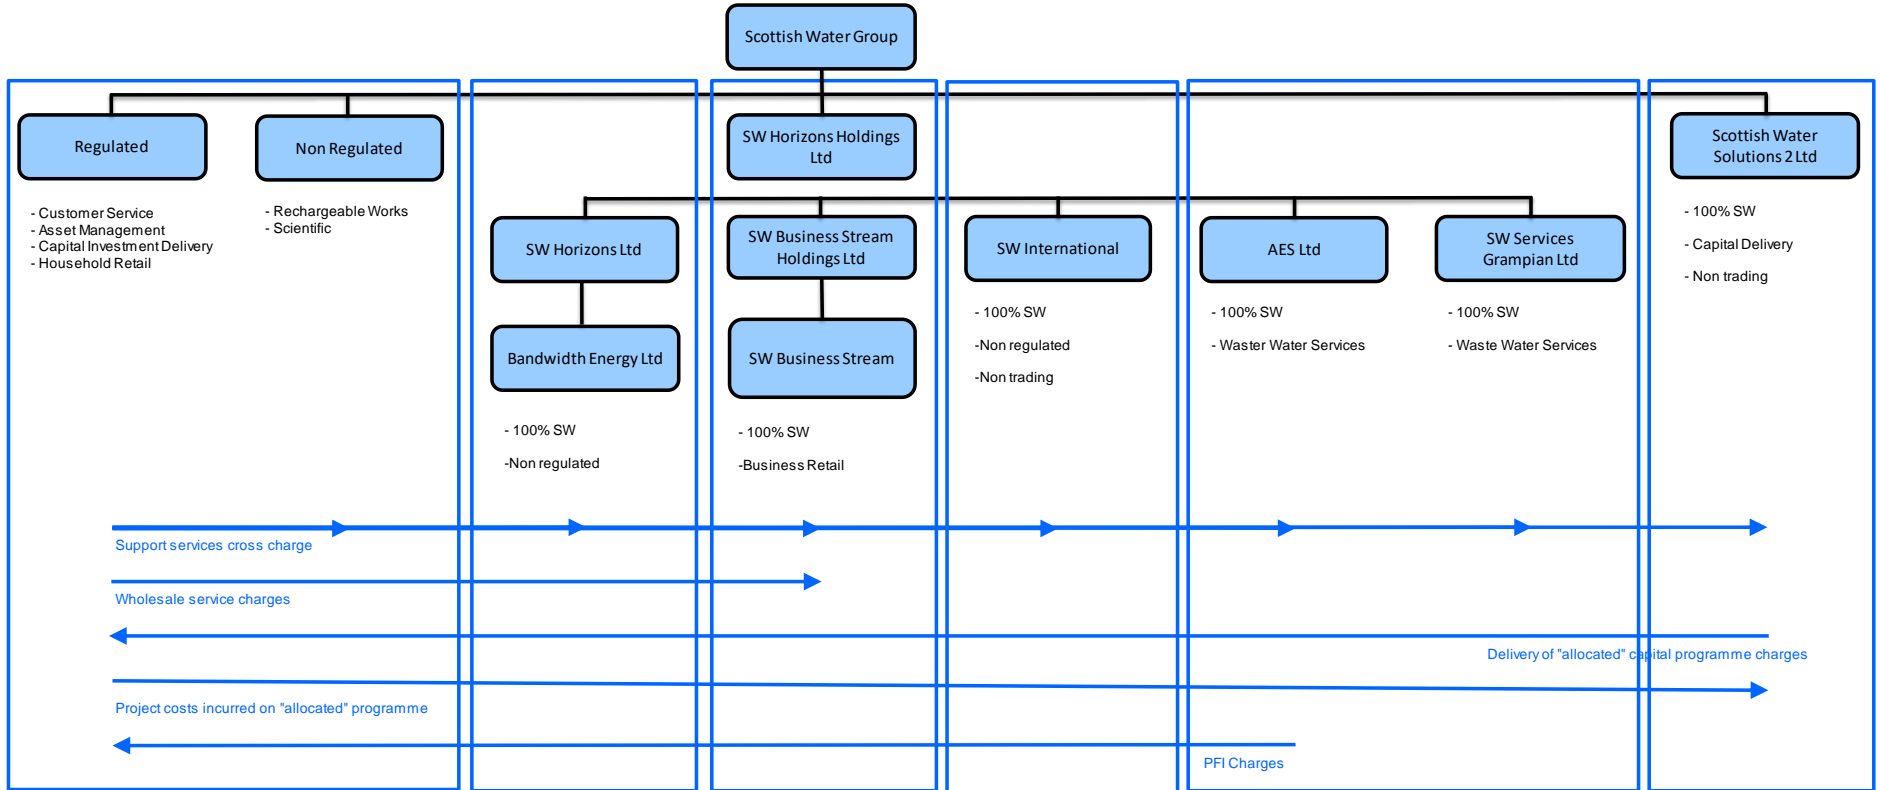 Scottish Water Group
Regulated
Non Regulated
SW Horizons Holdings
Ltd
Scottish Water
Solutions 2 Ltd
- Customer Service
- Asset Management
- Capital Investment Delivery
- Household Retail
- Rechargeable Works
- Scientific
- 100% SW
- Capital Delivery
- Non trading
SW Horizons Ltd
SW Business Stream
Holdings Ltd
SW International
AES Ltd
SW Services
Grampian Ltd
- 100% SW
-Non regulated
-Non trading
- 100% SW
- Waster Water Services
- 100% SW
- Waste Water Services
Bandwidth Energy Ltd
SW Business Stream
- 100% SW
-Non regulated
- 100% SW
-Business Retail
Support services cross charge
Wholesale service charges
Delivery of "allocated" capital programme charges
Project costs incurred on "allocated" programme
PFI Charges